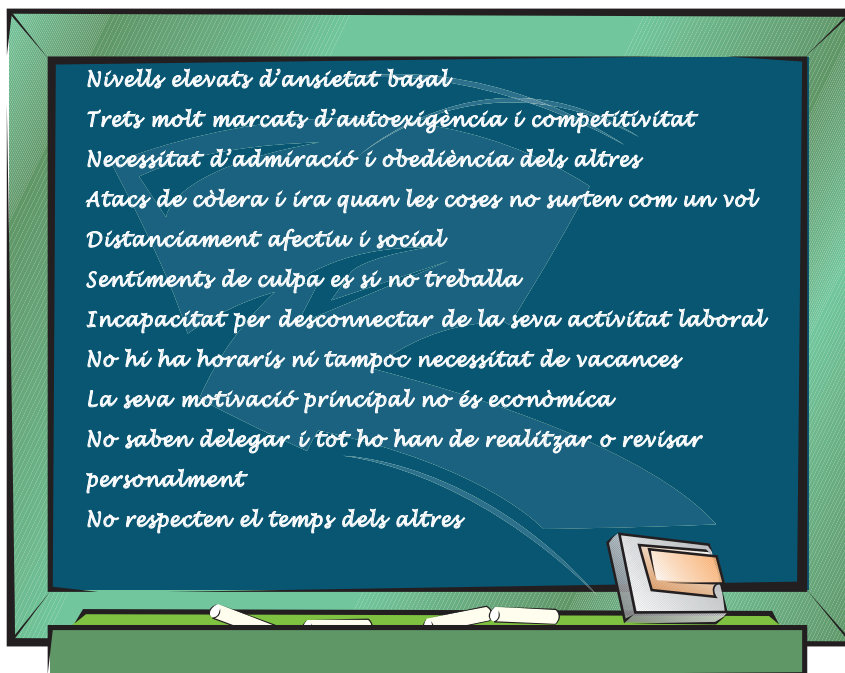 Nivells elevats d’ansietat basal
Trets molt marcats d’autoexigència i competitivitat
Necessitat d’admiració i obediència dels altres
Atacs de còlera i ira quan les coses no surten com un vol
Distanciament afectiu i social
Sentiments de culpa es si no treballa
Incapacitat per desconnectar de la seva activitat laboral
No hi ha horaris ni tampoc necessitat de vacances
La seva motivació principal no és econòmica
No saben delegar i tot ho han de realitzar o revisar
personalment
No respecten el temps dels altres